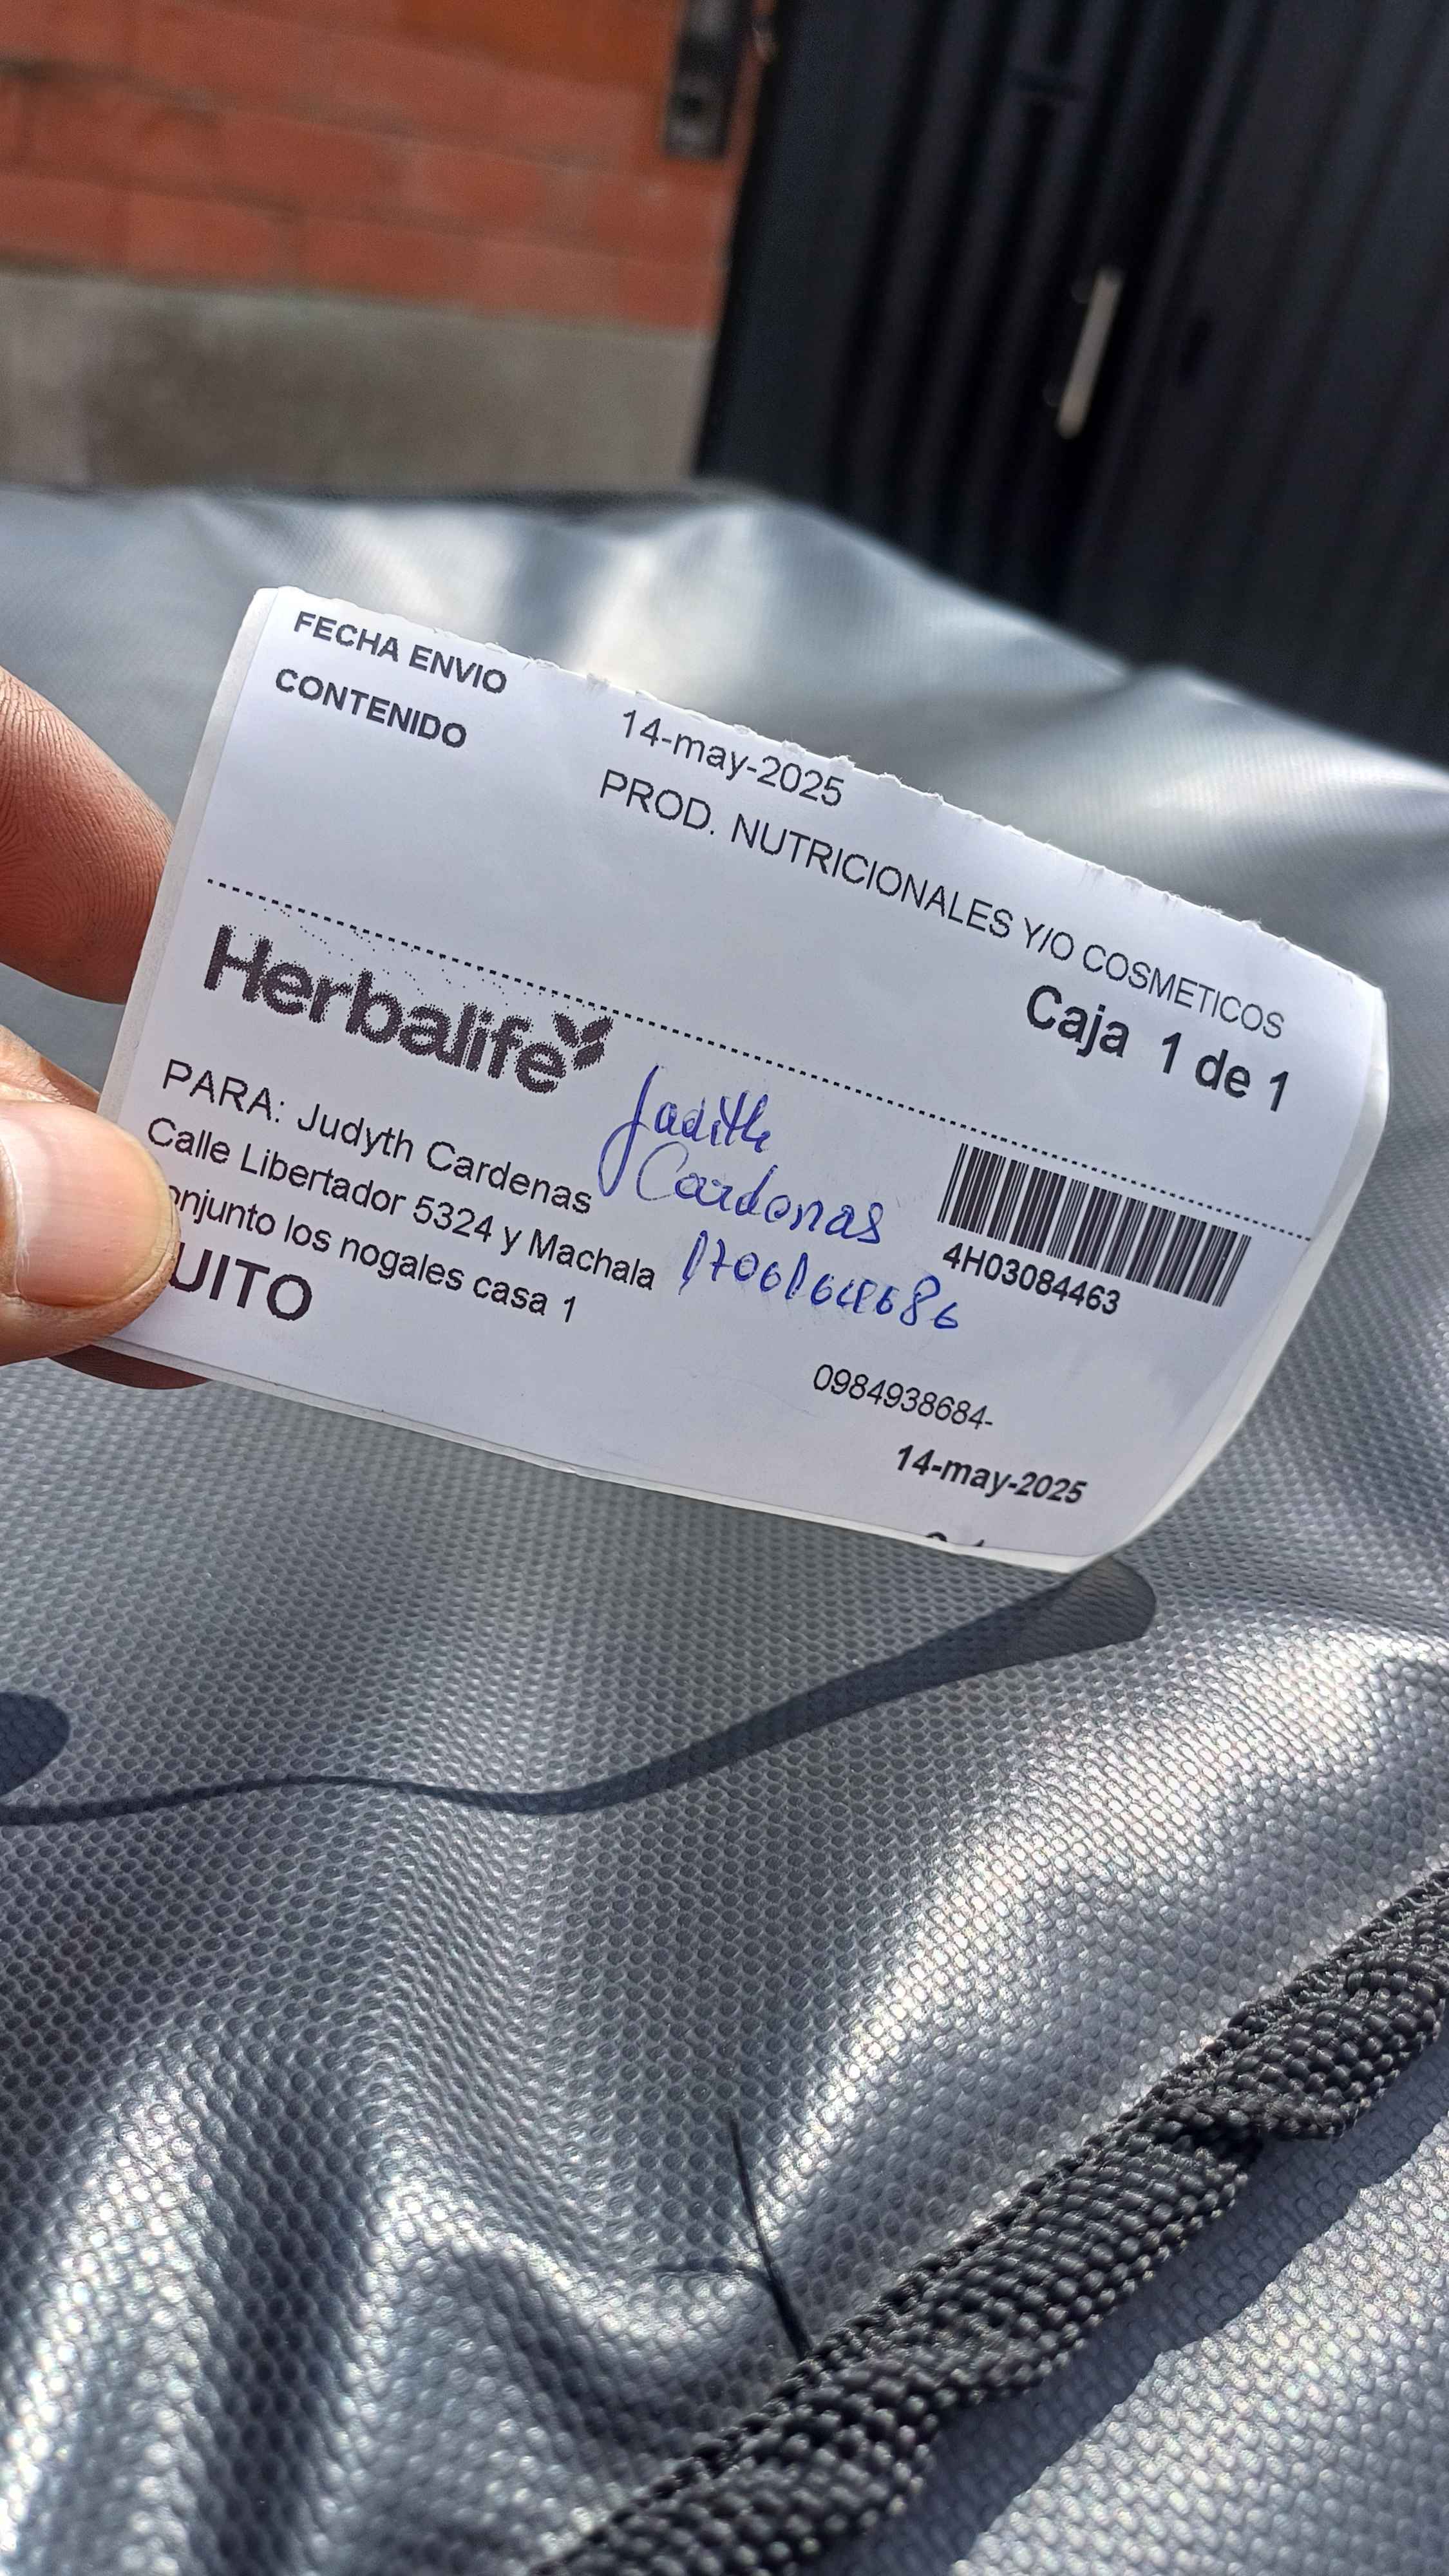 FECHA ENVIO 14-may-2025
CONTENIDO PROD. NUTRICIONALES Y/O COSMETICOS
Caja 1 de 1
Herbalife
PARA: Judyth Cardenas
Calle Libertador 5324 y Machala
onjunto los nogales casa 1
UITO
Judith
Cardenas
4H03084463
0984938684-
14-may-2025